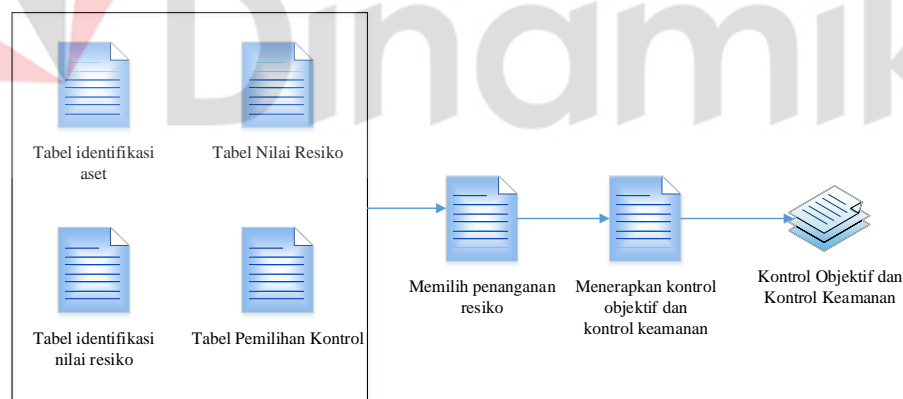 Dinamik
Tabel identifikasi
aset
Tabel Nilai Resiko
Tabel identifikasi
nilai resiko
Tabel Pemilihan Kontrol
Memilih penanganan
resiko
Menerapkan kontrol
objektif dan
kontrol keamanan
Kontrol Objektif dan
Kontrol Keamanan